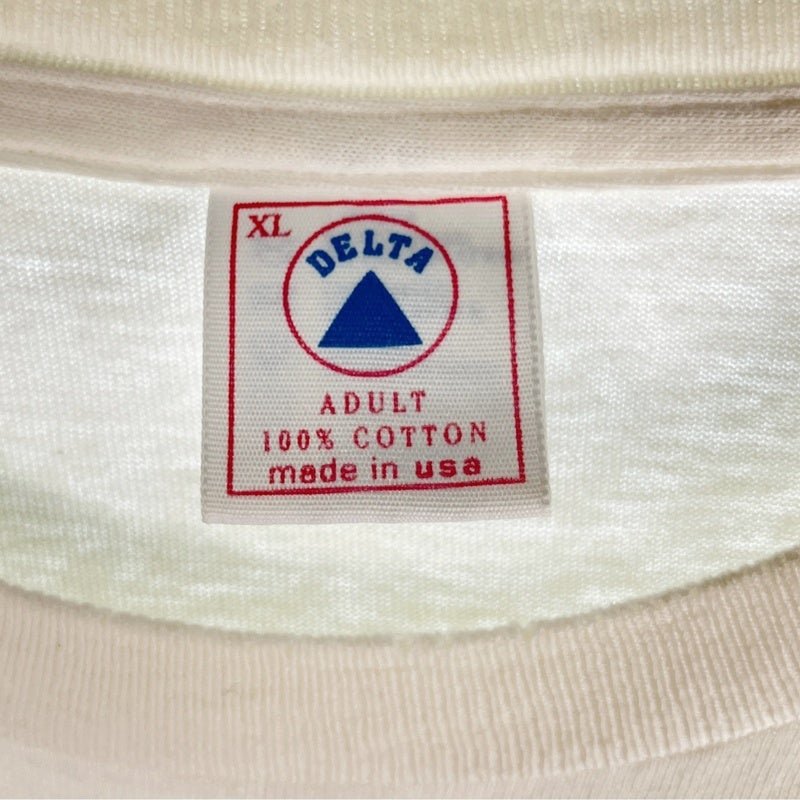 XL
DELTA
ADULT
100% COTTON
made in usa